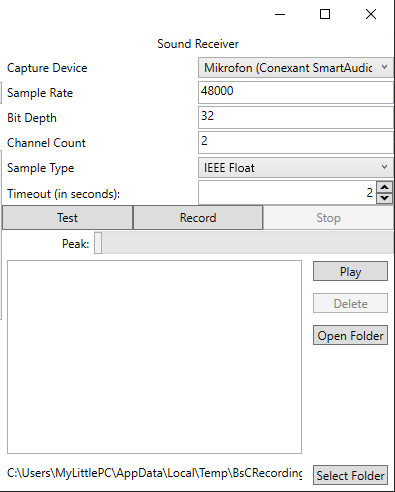 Sound Receiver
Capture Device Mikrofon (Conexant SmartAudio
Sample Rate 48000
Bit Depth 32
Channel Count 2
Sample Type IEEE Float
Timeout (in seconds): 2
Test Record Stop
Peak:
Play
Delete
Open Folder
C:\Users\MyLittlePC\AppData\Local\Temp\BsCRecording Select Folder